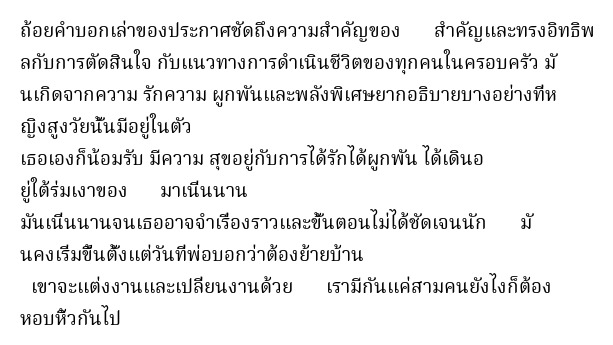 ถ้อยคำบอกเล่าของประกาศชัดถึงความสำคัญของ สำคัญและทรงอิทธิพ
ลกับการตัดสินใจ กับแนวทางการดำเนินชีวิตของทุกคนในครอบครัว มั
นเกิดจากความ รักความ ผูกพันและพลังพิเศษยากอธิบายบางอย่างที่ห
ญิงสูงวัยนั้นมีอยู่ในตัว
เธอเองก็น้อมรับ มีความ สุขอยู่กับการได้รักได้ผูกพัน ได้เดินอ
ยู่ใต้ร่มเงาของ มาเนิ่นนาน
มันเนิ่นนานจนเธออาจจำเรื่องราวและขั้นตอนไม่ได้ชัดเจนนัก มั
นคงเริ่มขึ้นตั้งแต่วันที่พ่อบอกว่าต้องย้ายบ้าน
เขาจะแต่งงานและเปลี่ยนงานด้วย เรามีกันแค่สามคนยังไงก็ต้อง
หอบหิ้วกันไป